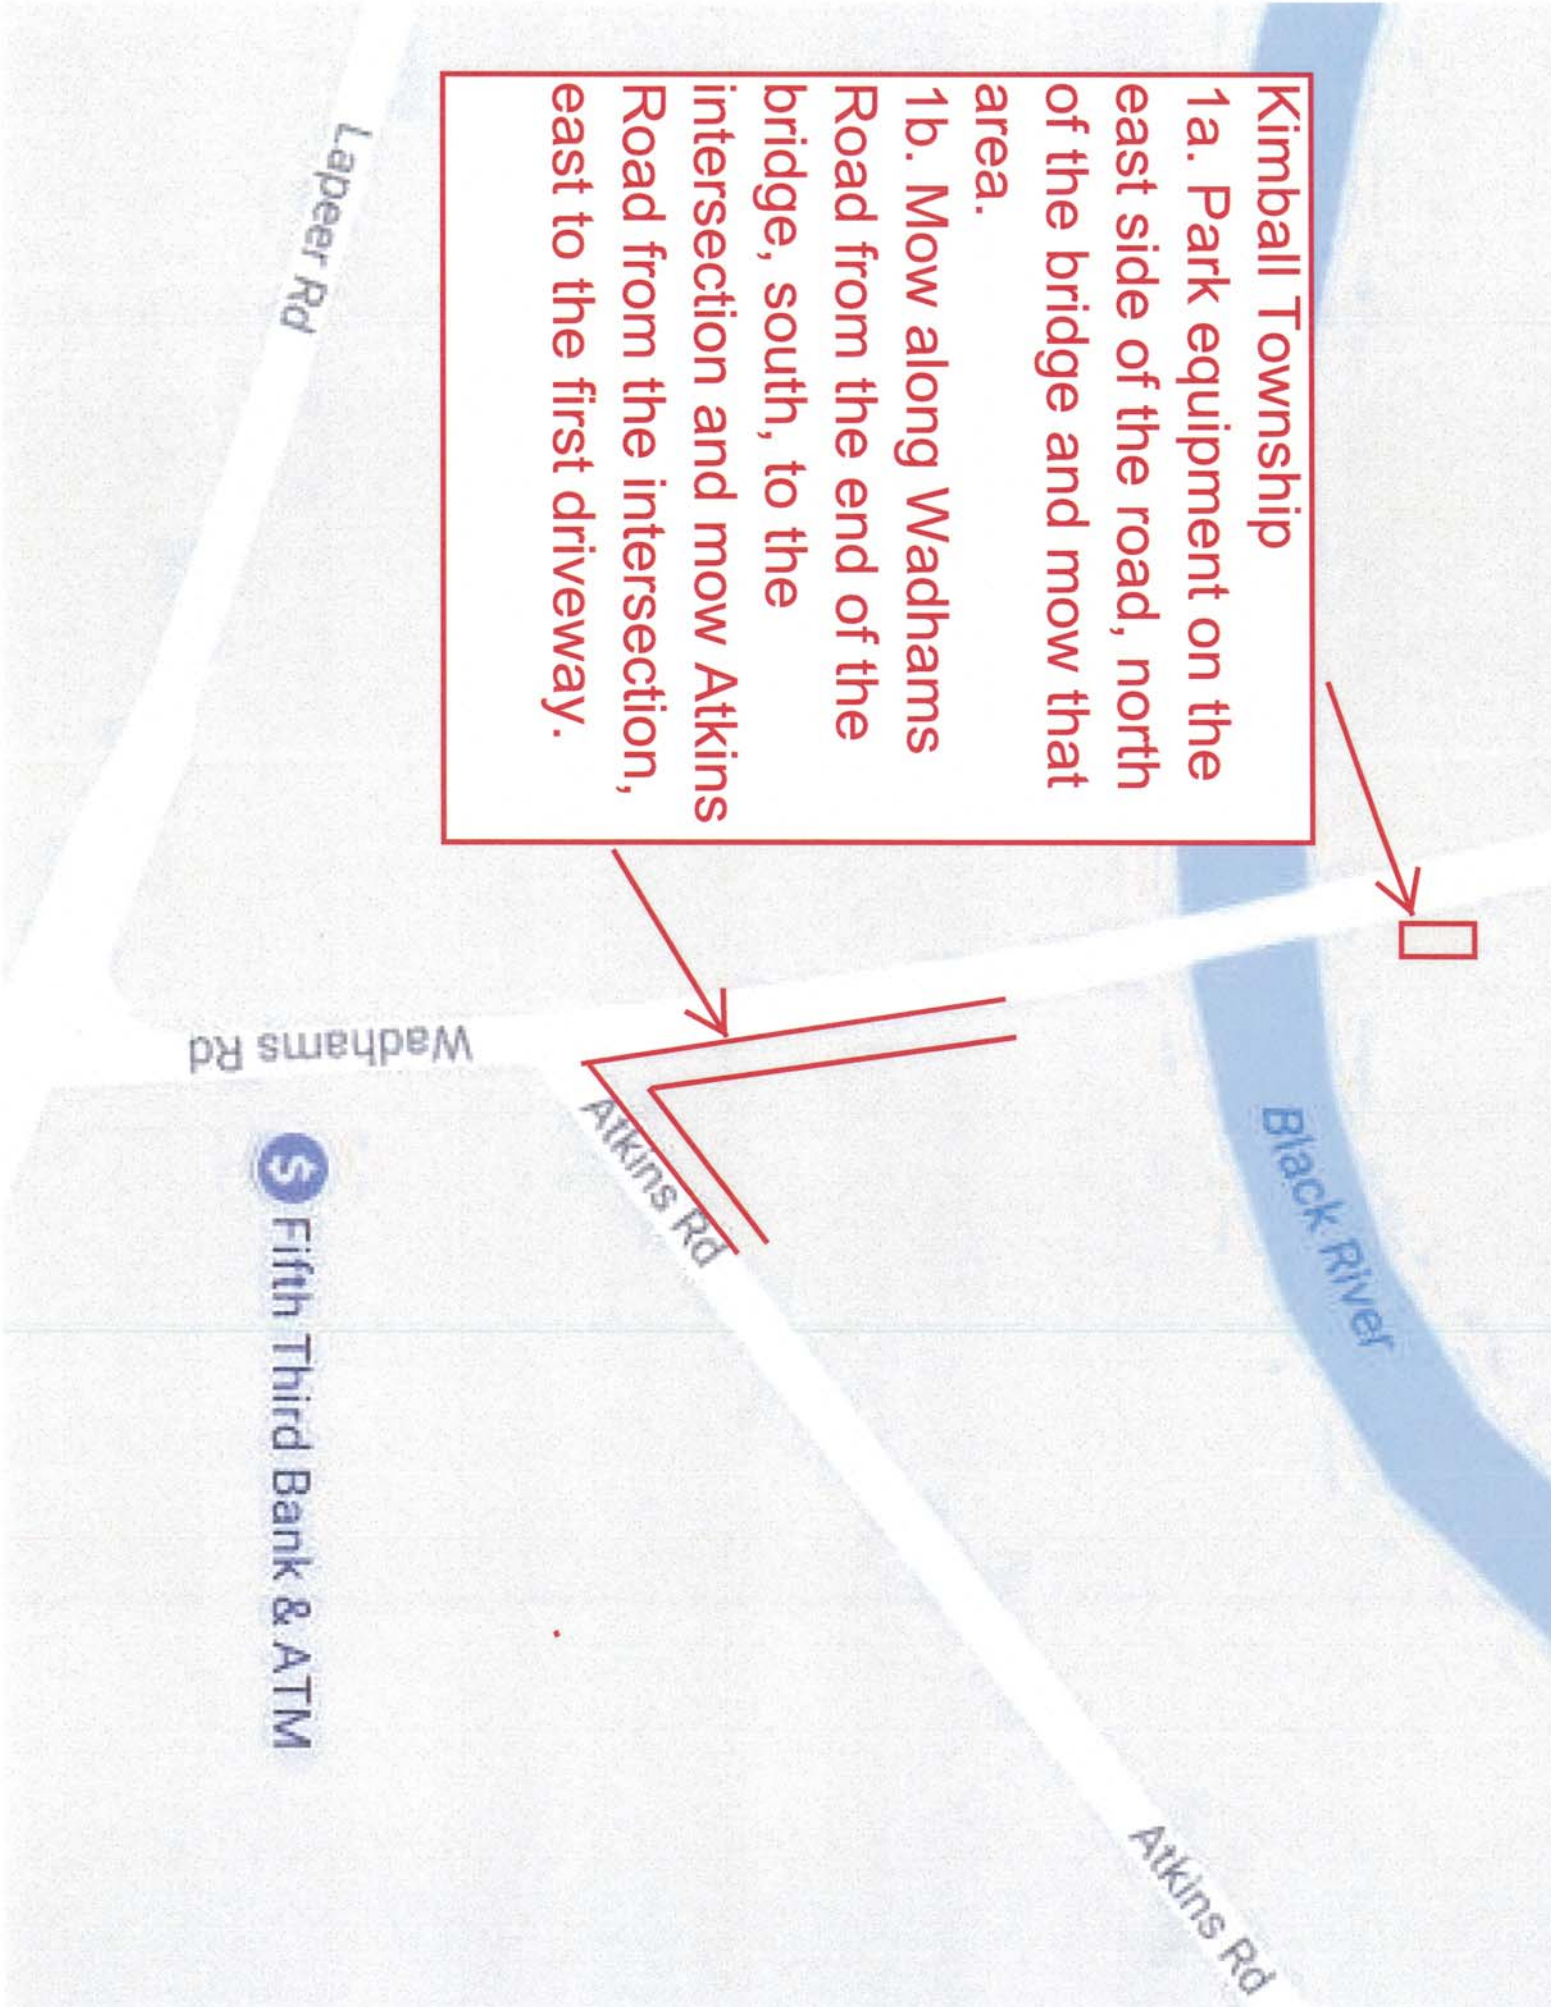 Kimball Township
1a. Park equipment on the
east side of the road, north
of the bridge and mow that
area.
1b. Mow along Wadhams
Road from the end of the
bridge, south, to the
intersection and mow Atkins
Road from the intersection,
east to the first driveway.
Black River
Atkins Rd
Atkins Rd
Wadhams Rd
Lapeer Rd
$ Fifth Third Bank & ATM